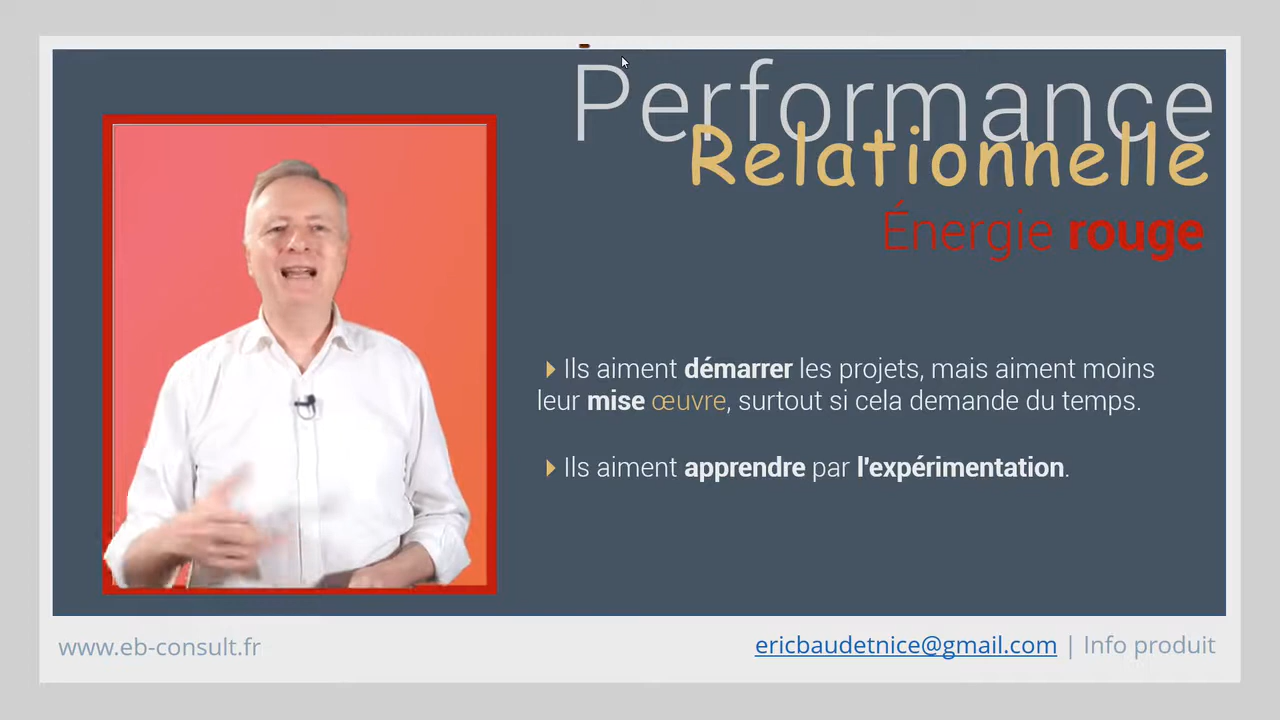 Performance
Relationnelle
Énergie rouge
Ils aiment démarrer les projets, mais aiment moins
leur mise œuvre, surtout si cela demande du temps.
Ils aiment apprendre par l'expérimentation.
www.eb-consult.fr
ericbaudetnice@gmail.com | Info produit